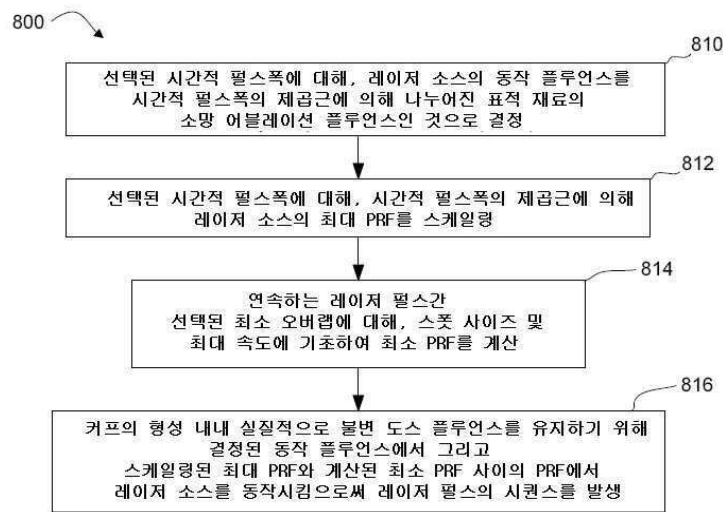 800
810
선택된 시간적 펄스폭에 대해, 레이저 소스의 동작 플루언스를
시간적 펄스폭의 제곱근에 의해 나누어진 표적 재료의
소망 어블레이션 플루언스인 것으로 결정
812
선택된 시간적 펄스폭에 대해, 시간적 펄스폭의 제곱근에 의해
레이저 소스의 최대 PRF를 스케일링
814
연속하는 레이저 펄스간
선택된 최소 오버랩에 대해, 스폿 사이즈 및
최대 속도에 기초하여 최소 PRF를 계산
816
커프의 형성 내내 실질적으로 불변 도스 플루언스를 유지하기 위해
결정된 동작 플루언스에서 그리고
스케일링된 최대 PRF와 계산된 최소 PRF 사이의 PRF에서
레이저 소스를 동작시킴으로써 레이저 펄스의 시퀀스를 발생